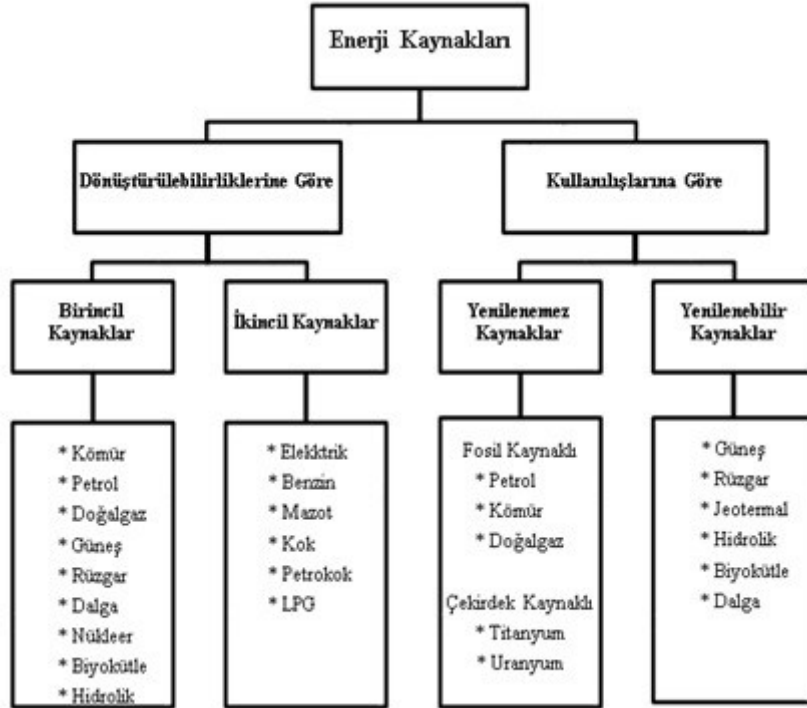 Enerji Kaynakları
Dönüştürülebilirliklerine Göre
Kullanılışlarına Göre
Birincil
Kaynaklar
İkincil Kaynaklar
Yenilenemez
Kaynaklar
Yenilenebilir
Kaynaklar
* Kömür
* Petrol
* Doğalgaz
* Güneş
* Rüzgar
* Dalga
* Nükleer
* Biyokütle
* Hidrolik
* Elekktrik
* Benzin
* Mazot
* Kok
* Petrokok
* LPG
Fosil Kaynaklı
* Petrol
* Kömür
* Doğalgaz
Çekirdek Kaynaklı
* Titanyum
* Uranyum
* Güneş
* Rüzgar
* Jeotermal
* Hidrolik
* Biyokütle
* Dalga